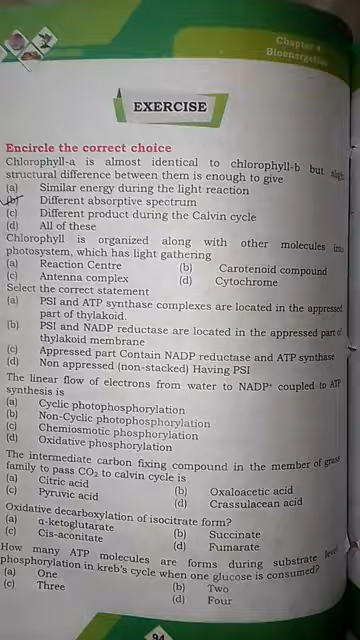 Chapter 4
Bioenergetics
EXERCISE
Encircle the correct choice
Chlorophyll-a is almost identical to chlorophyll-b but slight
structural difference between them is enough to give
(a) Similar energy during the light reaction
(b) Different absorptive spectrum
(c) Different product during the Calvin cycle
(d) All of these
Chlorophyll is organized along with other molecules into
photosystem, which has light gathering
(a) Reaction Centre (b) Carotenoid compound
(c) Antenna complex (d) Cytochrome
Select the correct statement
(a) PSI and ATP synthase complexes are located in the appressed
part of thylakoid.
(b) PSI and NADP reductase are located in the appressed part of
thylakoid membrane
(c) Appressed part Contain NADP reductase and ATP synthase
(d) Non appressed (non-stacked) Having PSI
The linear flow of electrons from water to NADP⁺ coupled to ATP
synthesis is
(a) Cyclic photophosphorylation
(b) Non-Cyclic photophosphorylation
(c) Chemiosmotic phosphorylation
(d) Oxidative phosphorylation
The intermediate carbon fixing compound in the member of grass
family to pass CO₂ to calvin cycle is
(a) Citric acid (b) Oxaloacetic acid
(c) Pyruvic acid (d) Crassulacean acid
Oxidative decarboxylation of isocitrate form?
(a) α-ketoglutarate (b) Succinate
(c) Cis-aconitate (d) Fumarate
How many ATP molecules are forms during substrate level
phosphorylation in kreb's cycle when one glucose is consumed?
(a) One (b) Two
(c) Three (d) Four
94